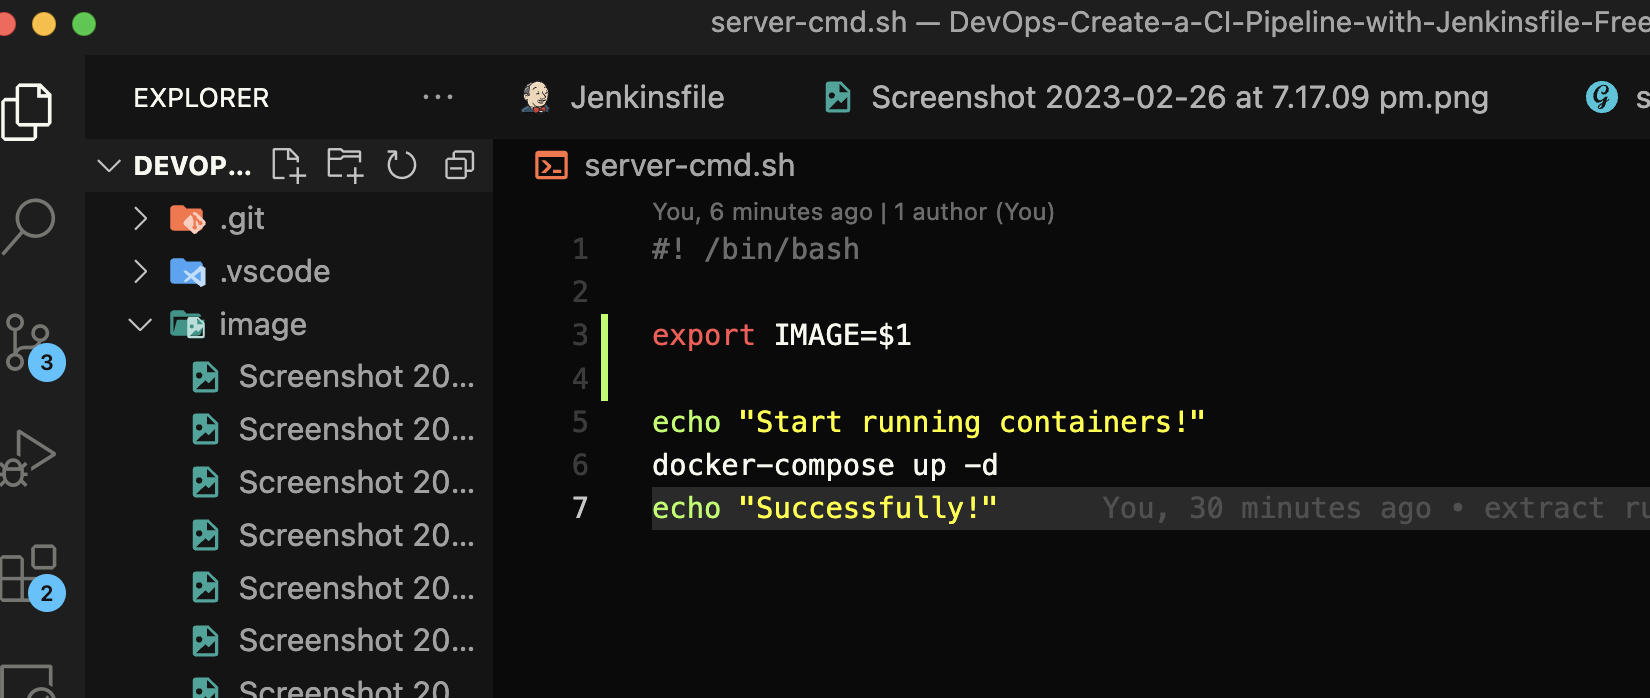 server-cmd.sh — DevOps-Create-a-CI-Pipeline-with-Jenkinsfile-Free
EXPLORER ···
Jenkinsfile
Screenshot 2023-02-26 at 7.17.09 pm.png
s
DEVOP...
.git
.vscode
image
Screenshot 20...
Screenshot 20...
Screenshot 20...
Screenshot 20...
Screenshot 20...
Screenshot 20...
Screenshot 20
3
2
server-cmd.sh
You, 6 minutes ago | 1 author (You)
1 #! /bin/bash
2
3 export IMAGE=$1
4
5 echo "Start running containers!"
6 docker-compose up -d
7 echo "Successfully!" You, 30 minutes ago • extract ru